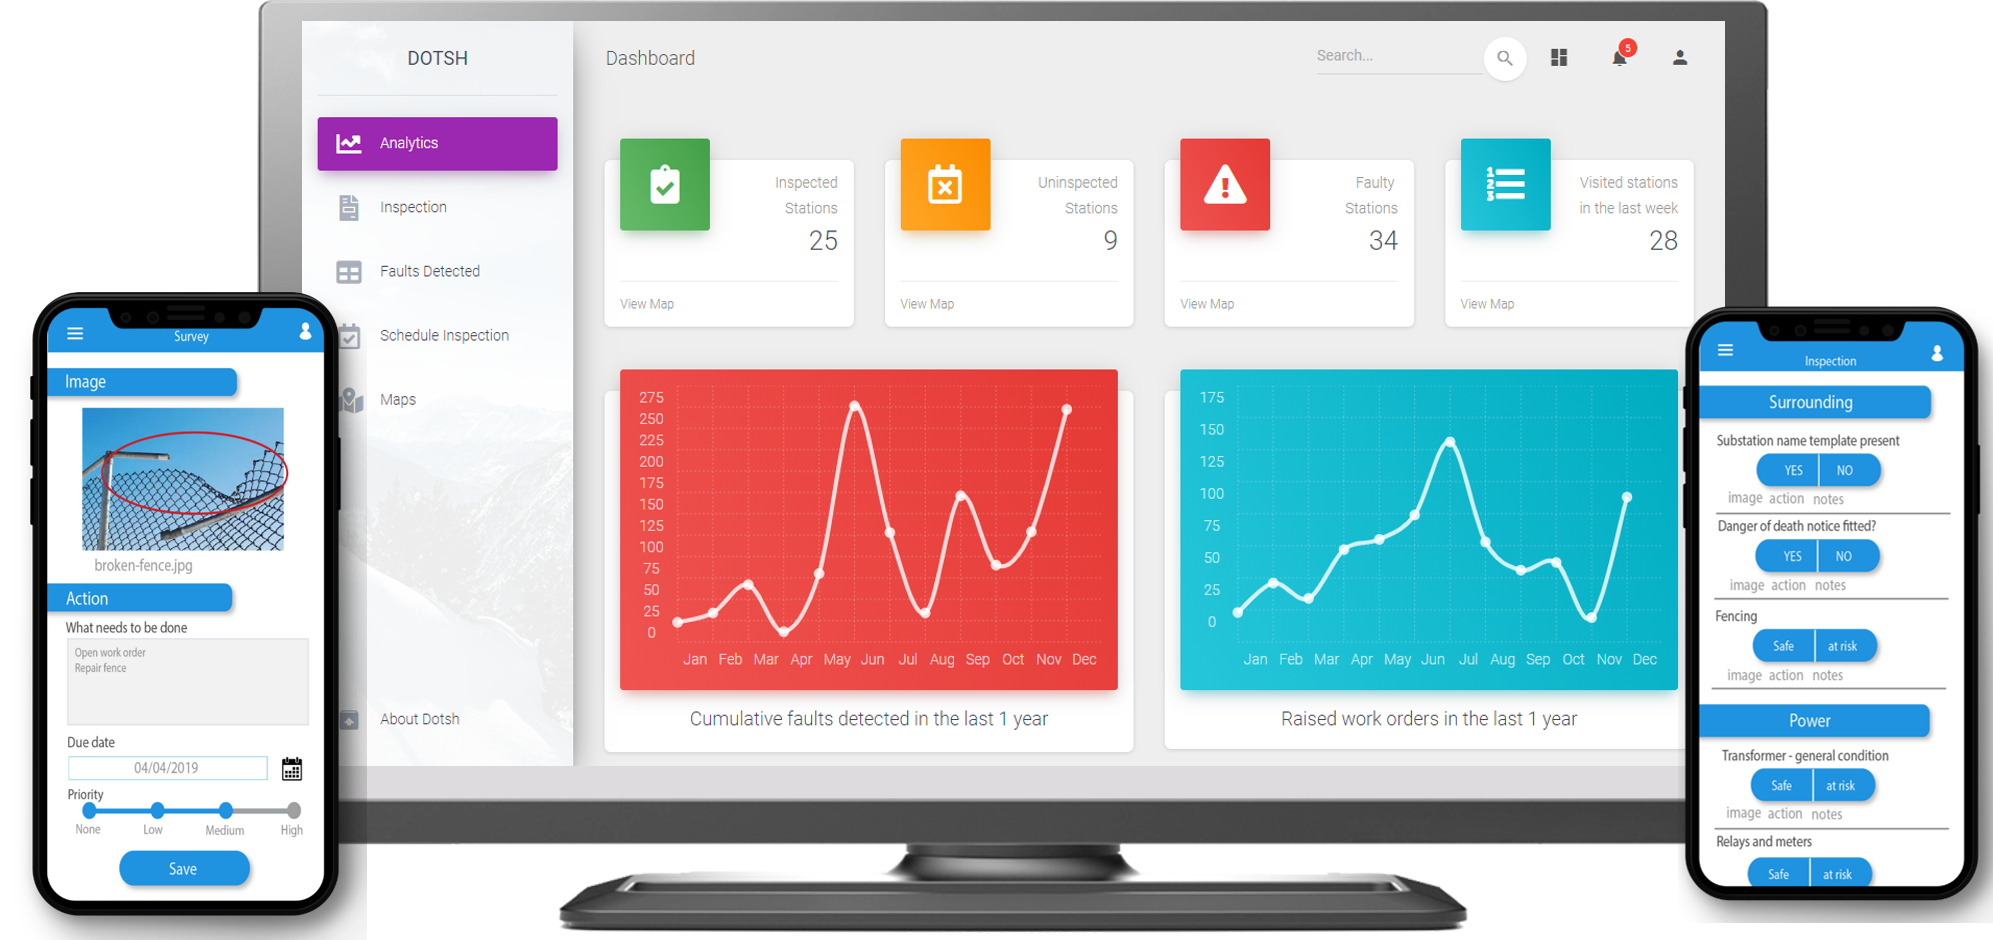 DOTSH
Analytics
Inspection
Faults Detected
Schedule Inspection
Maps
About Dotsh
Dashboard
Search...
5
Inspected
Stations
25
View Map
Uninspected
Stations
9
View Map
Faulty
Stations
34
View Map
1
2
3
Visited stations
in the last week
28
View Map
275
250
225
200
175
150
125
100
75
50
25
0
Jan Feb Mar Apr May Jun Jul Aug Sep Oct Nov Dec
Cumulative faults detected in the last 1 year
175
150
125
100
75
50
25
0
Jan Feb Mar Apr May Jun Jul Aug Sep Oct Nov Dec
Raised work orders in the last 1 year
Survey
Image
broken-fence.jpg
Action
What needs to be done
Open work order
Repair fence
Due date
04/04/2019
Priority
None Low Medium High
Save
Inspection
Surrounding
Substation name template present
YES NO
image action notes
Danger of death notice fitted?
YES NO
image action notes
Fencing
Safe at risk
image action notes
Power
Transformer - general condition
Safe at risk
image action notes
Relays and meters
Safe at risk